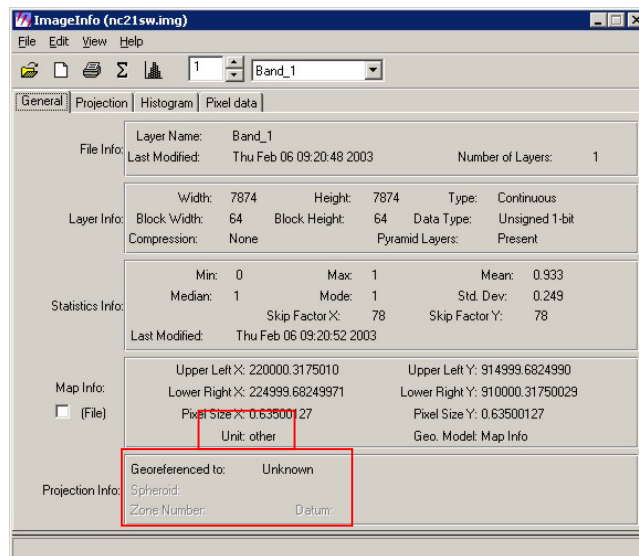 ImageInfo (nc21sw.img)
File Edit View Help
Σ 1 Band_1
General Projection Histogram Pixel data
File Info: Layer Name: Band_1
Last Modified: Thu Feb 06 09:20:48 2003 Number of Layers: 1
Layer Info: Width: 7874 Height: 7874 Type: Continuous
Block Width: 64 Block Height: 64 Data Type: Unsigned 1-bit
Compression: None Pyramid Layers: Present
Statistics Info: Min: 0 Max: 1 Mean: 0.933
Median: 1 Mode: 1 Std. Dev: 0.249
Skip Factor X: 78 Skip Factor Y: 78
Last Modified: Thu Feb 06 09:20:52 2003
Map Info: (File)
Upper Left X: 220000.3175010 Upper Left Y: 914999.6824990
Lower Right X: 224999.68249971 Lower Right Y: 910000.31750029
Pixel Size X: 0.63500127 Pixel Size Y: 0.63500127
Unit: other Geo. Model: Map Info
Projection Info: Georeferenced to: Unknown
Spheroid:
Zone Number: Datum: